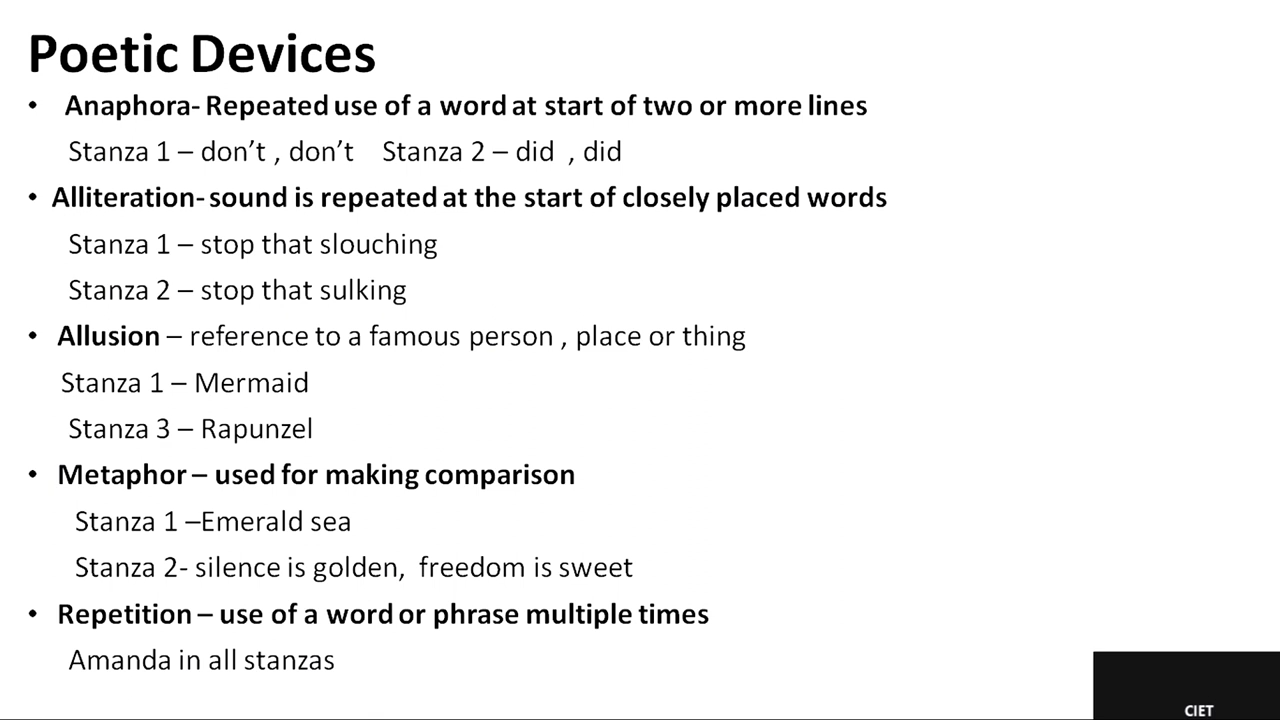 Poetic Devices
• Anaphora- Repeated use of a word at start of two or more lines
Stanza 1 – don’t , don’t Stanza 2 – did , did
• Alliteration- sound is repeated at the start of closely placed words
Stanza 1 – stop that slouching
Stanza 2 – stop that sulking
• Allusion – reference to a famous person , place or thing
Stanza 1 – Mermaid
Stanza 3 – Rapunzel
• Metaphor – used for making comparison
Stanza 1 –Emerald sea
Stanza 2- silence is golden, freedom is sweet
• Repetition – use of a word or phrase multiple times
Amanda in all stanzas
CIET